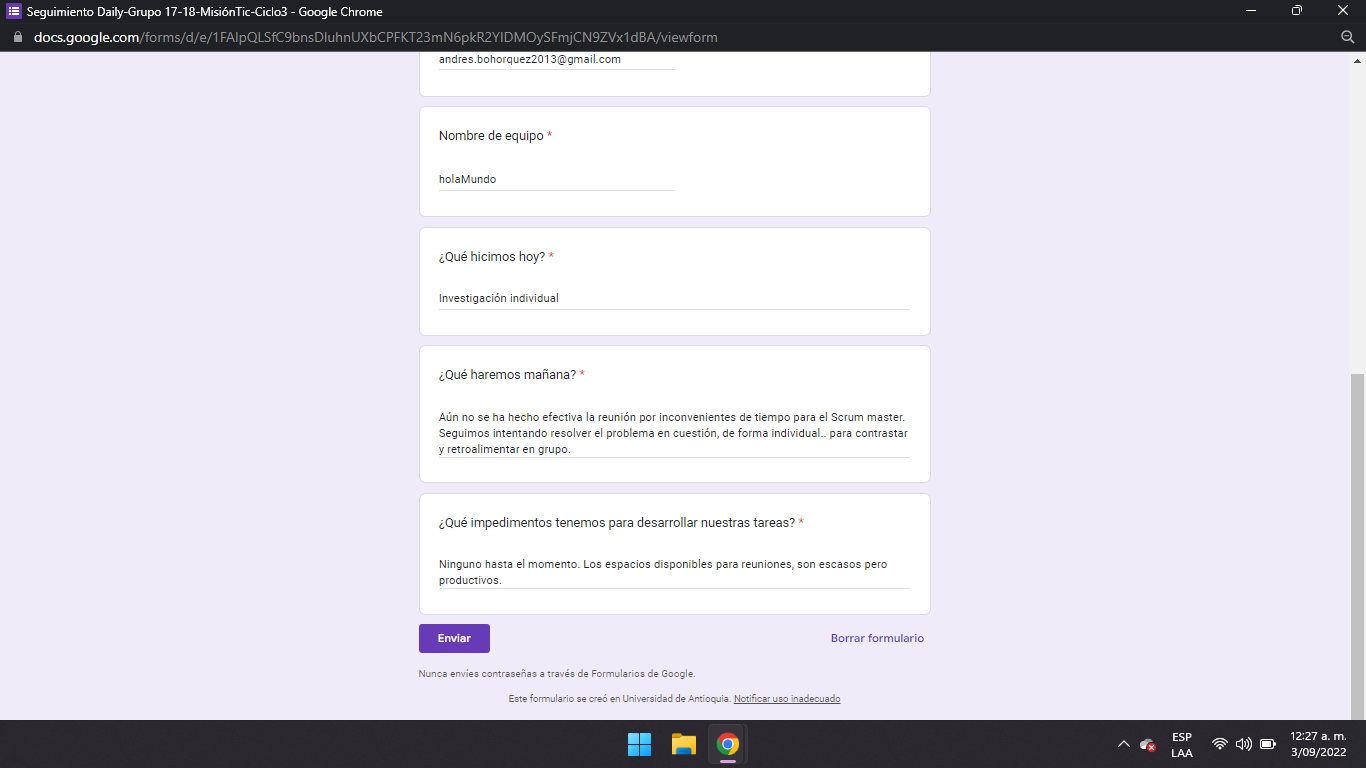 Seguimiento Daily-Grupo 17-18-MisiónTic-Ciclo3 - Google Chrome
docs.google.com/forms/d/e/1FAIpQLSfC9bnsDIuhnUXbCPFKT23mN6pkR2YIDMOySFmjCN9ZVx1dBA/viewform
andres.bohorquez2013@gmail.com
Nombre de equipo *
holaMundo
¿Qué hicimos hoy? *
Investigación individual
¿Qué haremos mañana? *
Aún no se ha hecho efectiva la reunión por inconvenientes de tiempo para el Scrum master.
Seguimos intentando resolver el problema en cuestión, de forma individual.. para contrastar
y retroalimentar en grupo.
¿Qué impedimentos tenemos para desarrollar nuestras tareas? *
Ninguno hasta el momento. Los espacios disponibles para reuniones, son escasos pero
productivos.
Enviar
Borrar formulario
Nunca envíes contraseñas a través de Formularios de Google.
Este formulario se creó en Universidad de Antioquia. Notificar uso inadecuado
ESP
LAA
12:27 a. m.
3/09/2022